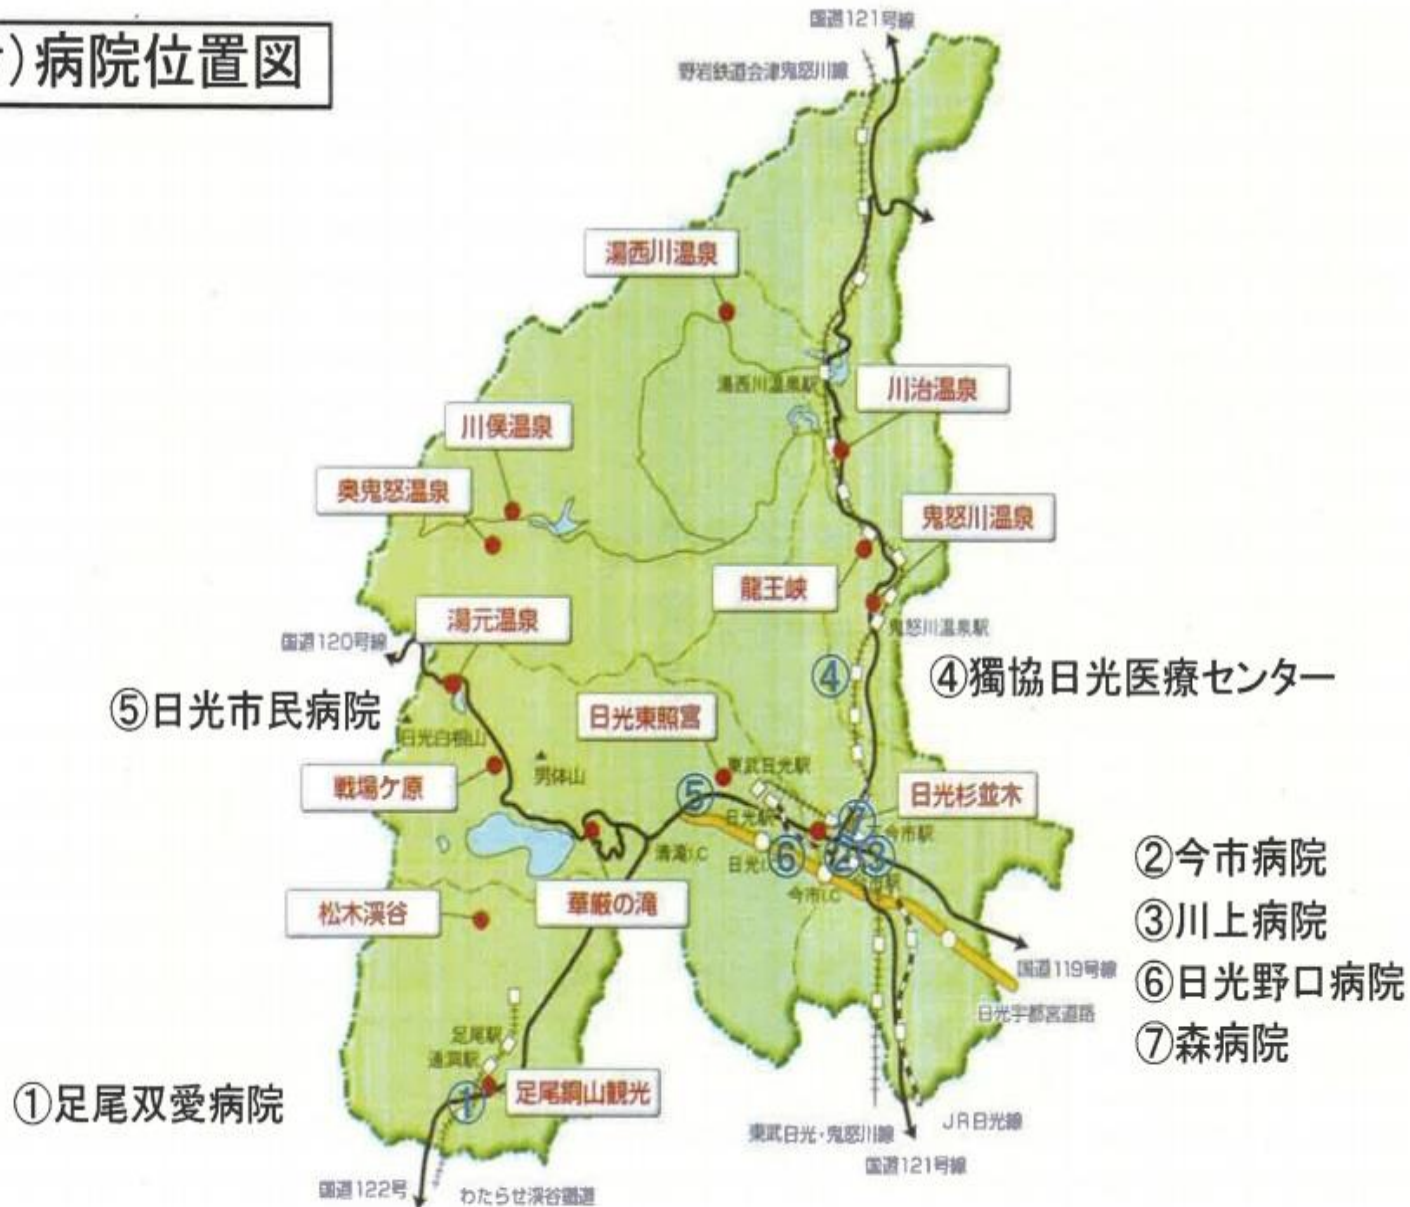 ）病院位置図
国道121号線
野岩鉄道会津鬼怒川線
湯西川温泉
湯西川温泉駅
川治温泉
川俣温泉
奥鬼怒温泉
鬼怒川温泉
龍王峡
湯元温泉
国道120号線
鬼怒川温泉駅
④
④獨協日光医療センター
⑤日光市民病院
日光白根山
日光東照宮
男体山
東武日光駅
戦場ケ原
⑤
日光駅
日光杉並木
⑦
今市駅
清滝I.C
日光I.C
⑥
②
③
今市駅
今市I.C
②今市病院
松木渓谷
華厳の滝
③川上病院
国道119号線
⑥日光野口病院
日光宇都宮道路
⑦森病院
足尾駅
通洞駅
①
足尾銅山観光
①足尾双愛病院
JR日光線
東武日光・鬼怒川線
国道121号線
国道122号
わたらせ渓谷鐵道